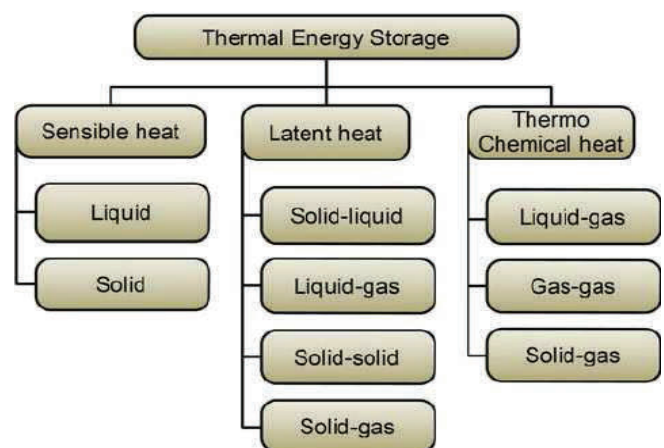 Thermal Energy Storage
Sensible heat
Liquid
Solid
Latent heat
Solid-liquid
Liquid-gas
Solid-solid
Solid-gas
Thermo
Chemical heat
Liquid-gas
Gas-gas
Solid-gas